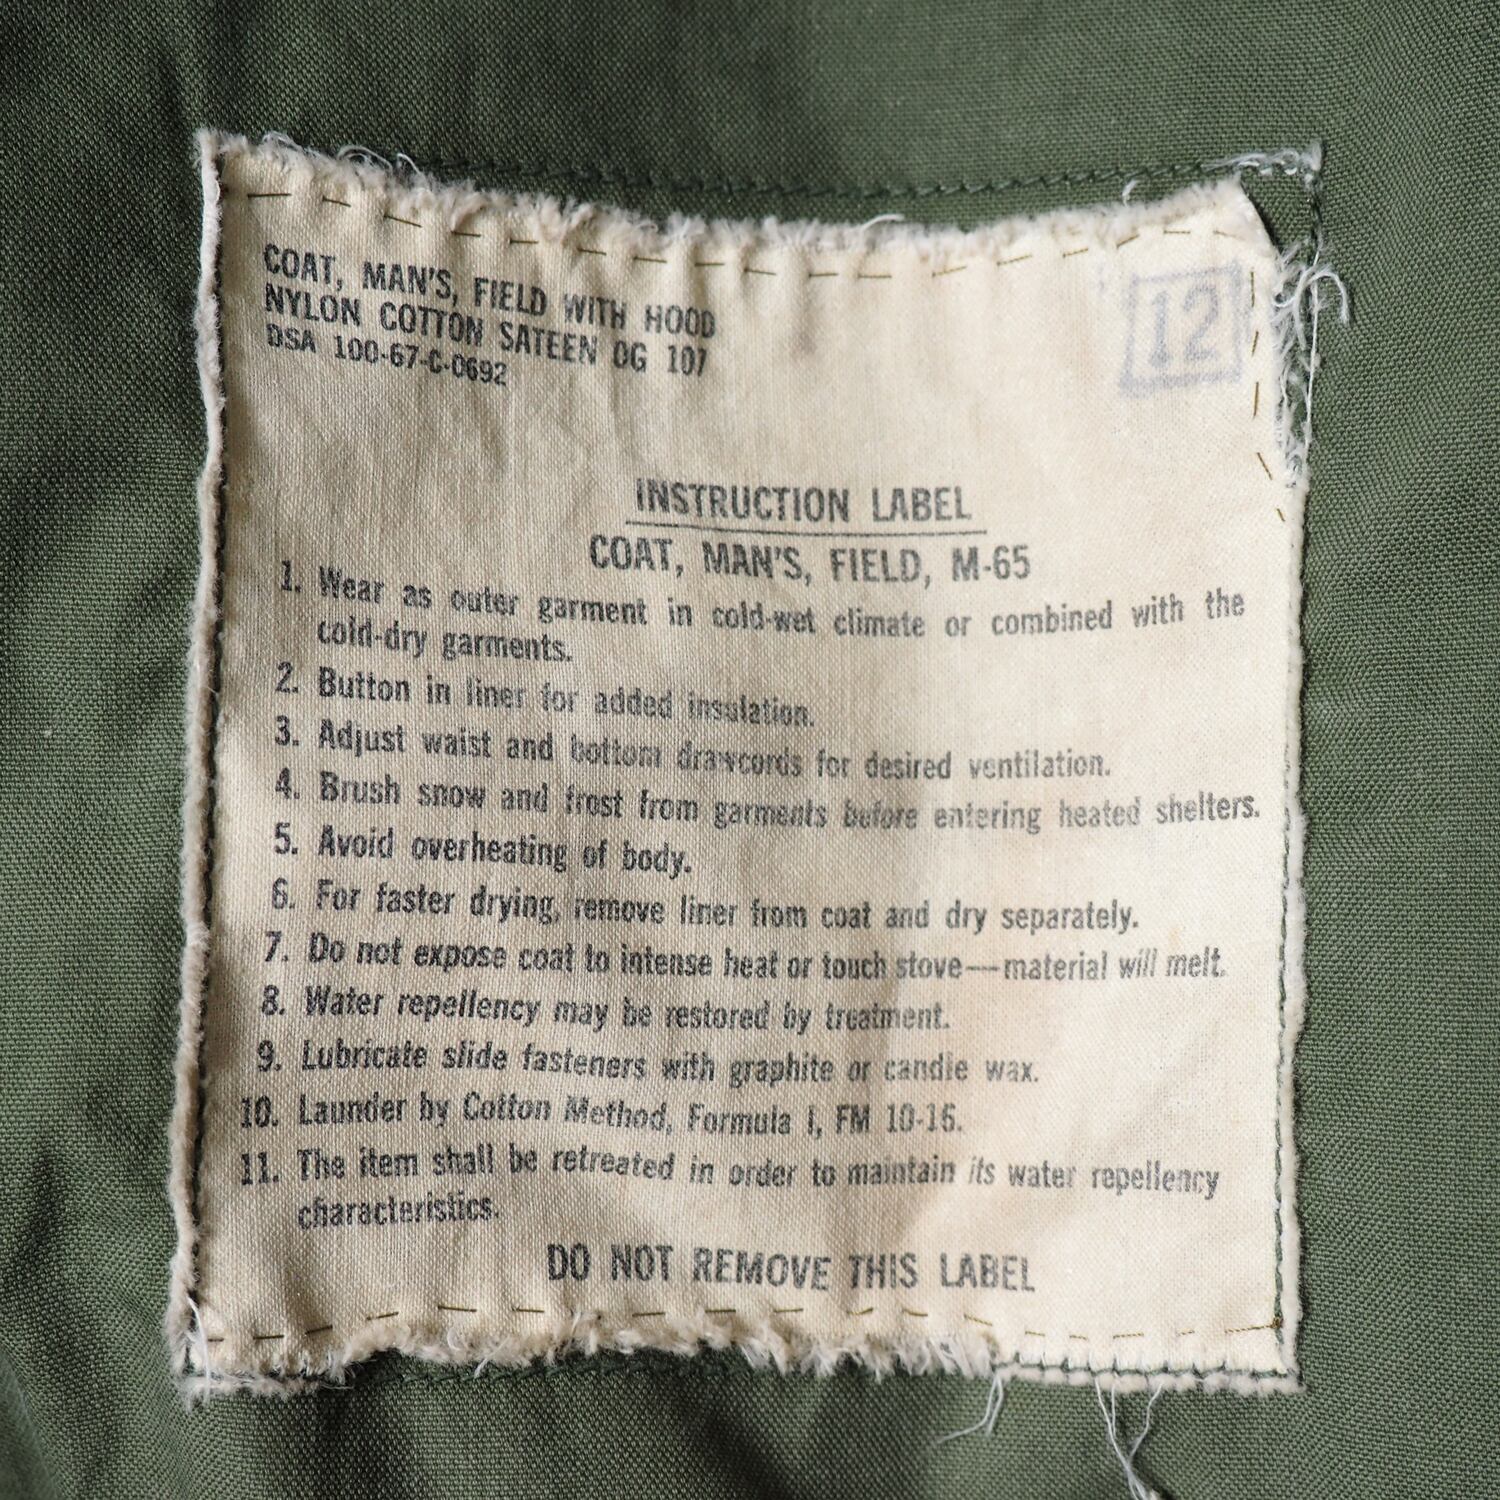 COAT, MAN'S, FIELD WITH HOOD
NYLON COTTON SATEEN OG 107
DSA 100-67-C-0692
12
INSTRUCTION LABEL
COAT, MAN'S, FIELD, M-65
1. Wear as outer garment in cold-wet climate or combined with the
cold-dry garments.
2. Button in liner for added insulation.
3. Adjust waist and bottom drawcords for desired ventilation.
4. Brush snow and frost from garments before entering heated shelters.
5. Avoid overheating of body.
6. For faster drying, remove liner from coat and dry separately.
7. Do not expose coat to intense heat or touch stove—material will melt.
8. Water repellency may be restored by treatment.
9. Lubricate slide fasteners with graphite or candle wax.
10. Launder by Cotton Method, Formula I, FM 10-16.
11. The item shall be retreated in order to maintain its water repellency
characteristics.
DO NOT REMOVE THIS LABEL